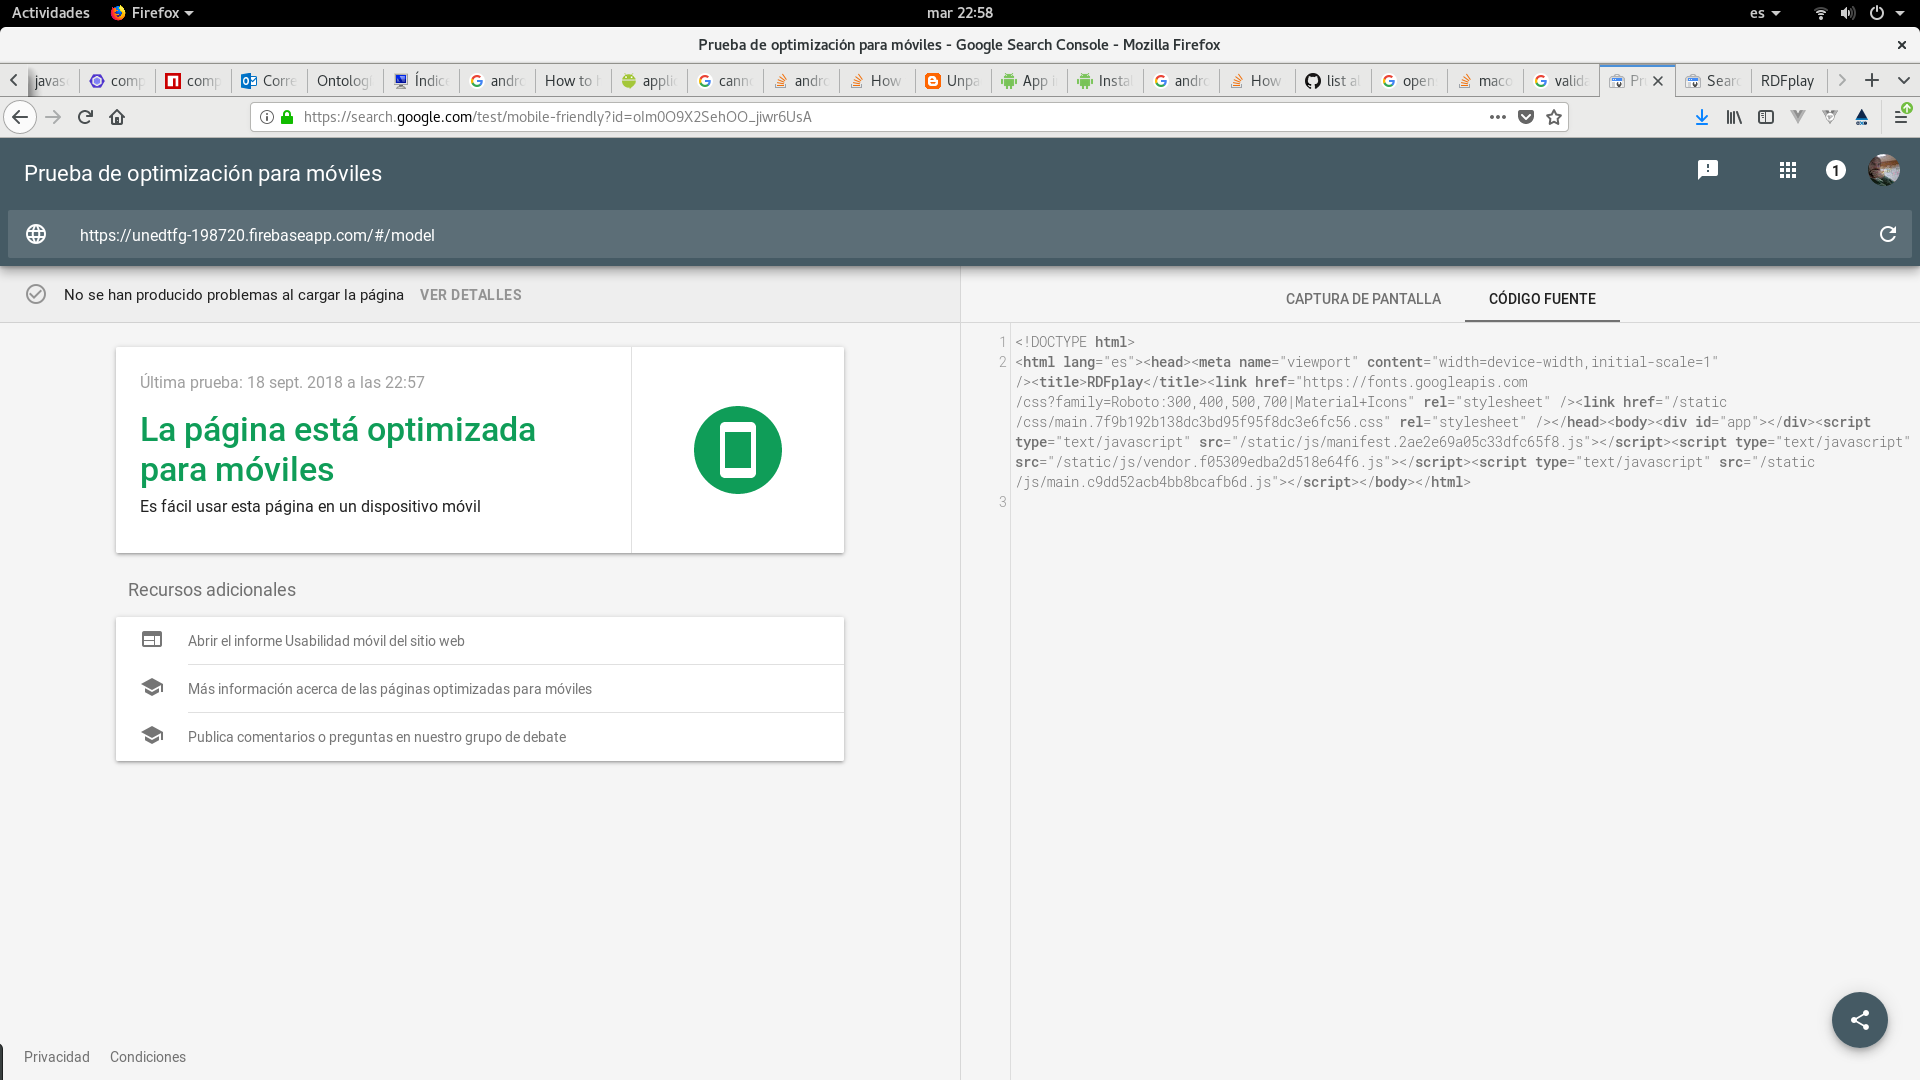 Actividades Firefox mar 22:58 es
Prueba de optimización para móviles - Google Search Console - Mozilla Firefox
javas comp comp Corre Ontolog Índice andro How to applic canno andro How Unpa App i Instal andro How list al open maco valida Pr Searc RDFplay
https://search.google.com/test/mobile-friendly?id=oIm0O9X2SehOO_jiwr6UsA
Prueba de optimización para móviles
1
https://unedtfg-198720.firebaseapp.com/#/model
No se han producido problemas al cargar la página VER DETALLES
CAPTURA DE PANTALLA CÓDIGO FUENTE
Última prueba: 18 sept. 2018 a las 22:57
La página está optimizada
para móviles
Es fácil usar esta página en un dispositivo móvil
Recursos adicionales
Abrir el informe Usabilidad móvil del sitio web
Más información acerca de las páginas optimizadas para móviles
Publica comentarios o preguntas en nuestro grupo de debate
1 <!DOCTYPE html>
2 <html lang="es"><head><meta name="viewport" content="width=device-width,initial-scale=1"
/><title>RDFplay</title><link href="https://fonts.googleapis.com
/css?family=Roboto:300,400,500,700|Material+Icons" rel="stylesheet" /><link href="/static
/css/main.7f9b192b138dc3bd95f95f8dc3e6fc56.css" rel="stylesheet" /></head><body><div id="app"></div><script
type="text/javascript" src="/static/js/manifest.2ae2e69a05c33dfc65f8.js"></script><script type="text/javascript"
src="/static/js/vendor.f05309edba2d518e64f6.js"></script><script type="text/javascript" src="/static
/js/main.c9dd52acb4bb8bcafb6d.js"></script></body></html>
3
Privacidad Condiciones